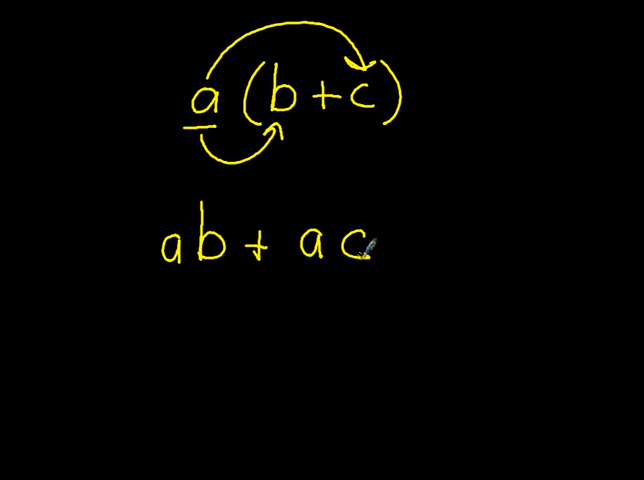 a (b + c)
ab + ac